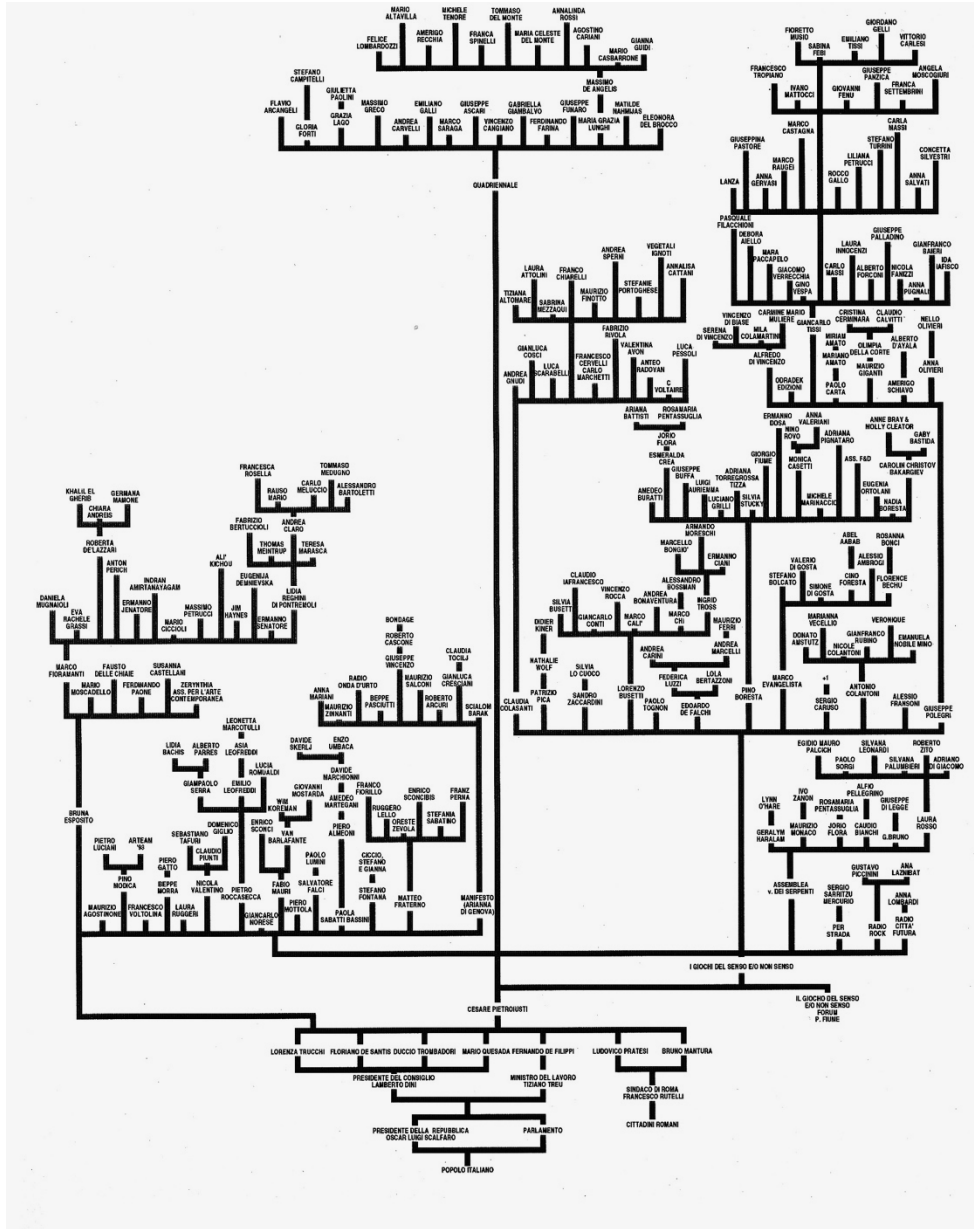 MARIO
ALTAVILLA
MICHELE
TENORE
TOMMASO
DEL MONTE
ANNALINDA
ROSSI
FELICE
LOMBARDOZZI
AMERIGO
RECCHIA
FRANCA
SPINELLI
MARIA CELESTE
DEL MONTE
AGOSTINO
CARIANI
MARIO
CASBARRONE
GIANNA
GUIDI
MASSIMO
DE ANGELIS
STEFANO
CAMPITELLI
FLAVIO
ARCANGELI
GLORIA
FORTI
GIULIETTA
PAOLINI
GRAZIA
LAGO
MASSIMO
GRECO
ANDREA
CARVELLI
EMILIANO
GALLI
MARCO
SARAGA
GIUSEPPE
ASCARI
VINCENZO
CANGIANO
GABRIELLA
GIAMBALVO
FERDINANDO
FARINA
GIUSEPPE
FUNARO
MARIA GRAZIA
LUNGHI
MATILDE
NAHMIJAS
ELEONORA
DEL BROCCO
QUADRIENNALE
FIORETTO
MUSIO
SABINA
FEBI
EMILIANO
TISSI
GIORDANO
GELLI
VITTORIO
CARLESI
FRANCESCO
TROPIANO
IVANO
MATTOCCI
GIOVANNI
FENU
GIUSEPPE
PANZICA
FRANCA
SETTEMBRINI
ANGELA
MOSCOGIURI
LANZA
GIUSEPPINA
PASTORE
ANNA
GERVASI
MARCO
RAUGEI
MARCO
CASTAGNA
ROCCO
GALLO
LILIANA
PETRUCCI
STEFANO
TURRINI
CARLA
MASSI
ANNA
SALVATI
CONCETTA
SILVESTRI
PASQUALE
FILACCHIONI
DEBORA
AIELLO
MARA
PACCAPELO
GIACOMO
VERRECCHIA
GINO
VESPA
CARLO
MASSI
LAURA
INNOCENZI
ALBERTO
FORCONI
GIUSEPPE
PALLADINO
NICOLA
FANIZZI
ANNA
PUGNALI
GIANFRANCO
BAIERI
IDA
IAFISCO
TIZIANA
ALTOMARE
LAURA
ATTOLINI
SABRINA
MEZZAQUI
FRANCO
CHIARELLI
MAURIZIO
FINOTTO
ANDREA
SPERNI
STEFANIE
PORTOGHESE
VEGETALI
IGNOTI
ANNALISA
CATTANI
ANDREA
GNUDI
GIANLUCA
COSCI
LUCA
SCARABELLI
FRANCESCO
CERVELLI
CARLO
MARCHETTI
FABRIZIO
RIVOLA
VALENTINA
AVON
ANTEO
RADOVAN
C
VOLTAIRE
LUCA
PESSOLI
SERENA
DI VINCENZO
VINCENZO
DI BIASE
MILA
COLAMARTINI
CARMINE MARIO
MULIERE
ALFREDO
DI VINCENZO
GIANCARLO
TISSI
ODRADEK
EDIZIONI
MIRIAM
AMATO
MARIANO
AMATO
PAOLO
CARTA
CRISTINA
CERMINARA
CLAUDIO
CALVITTI
OLIMPIA
DELLA CORTE
MAURIZIO
GIGANTI
ALBERTO
D'AYALA
AMERIGO
SCHIAVO
NELLO
OLIVIERI
ANNA
OLIVIERI
ARIANA
BATTISTI
ROSAMARIA
PENTASSUGLIA
JORIO
FLORA
ESMERALDA
CREA
AMEDEO
BURATTI
GIUSEPPE
BUFFA
LUIGI
AURIEMMA
LUCIANO
GRILLI
ADRIANA
TORREGROSSA
TIZZA
SILVIA
STUCKY
GIORGIO
FIUME
ERMANNO
DOSA
NINO
ROVO
ANNA
VALERIANI
MONICA
CASETTI
MICHELE
MARINACCIO
ADRIANA
PIGNATARO
ASS. F&D
ANNE BRAY &
HOLLY CLEATOR
GABY
BASTIDA
CAROLIN CHRISTOV
BAKARGIEV
EUGENIA
ORTOLANI
NADIA
BORESTA
FRANCESCA
ROSELLA
RAUSO
MARIO
CARLO
MELUCCIO
TOMMASO
MEDUGNO
ALESSANDRO
BARTOLETTI
ANDREA
CLARO
FABRIZIO
BERTUCCIOLI
THOMAS
MEINTRUP
TERESA
MARASCA
KHALIL EL
GHERIB
GERMANA
MAMONE
CHIARA
ANDREIS
ROBERTA
DE'LAZZARI
ANTON
PERICH
DANIELA
MUGNAIOLI
EVA
RACHELE
GRASSI
ERMANNO
JENATORE
INDRAN
AMIRTANAYAGAM
MARIO
CICCIOLI
MASSIMO
PETRUCCI
ALI'
KICHOU
JIM
HAYNES
EUGENIJA
DEMNIEVSKA
ERMANNO
SENATORE
LIDIA
REGHINI
DI PONTREMOLI
MARCO
FIORAMANTI
MARIO
MOSCADELLO
FAUSTO
DELLE CHIAIE
FERDINANDO
PAONE
SUSANNA
CASTELLANI
ZERYNTHIA
ASS. PER L'ARTE
CONTEMPORANEA
BONDAGE
ROBERTO
CASCONE
GIUSEPPE
VINCENZO
ANNA
MARIANI
MAURIZIO
ZINNANTI
RADIO
ONDA D'URTO
BEPPE
PASCIUTTI
MAURIZIO
SALCONI
ROBERTO
ARCURI
CLAUDIA
TOCILJ
GIANLUCA
CRESCIANI
SCIALOM
SARAK
ARMANDO
MORESCHI
MARCELLO
BONGIO'
ERMANNO
CIANI
ALESSANDRO
BOSSMAN
INGRID
TROSS
SILVIA
BUSETT
CLAUDIO
IAFRANCESCO
GIANCARLO
CONTI
VINCENZO
ROCCA
MARCO
CALI'
ANDREA
BONAVENTURA
MARCO
CHI
DIDIER
KINER
NATHALIE
WOLF
PATRIZIO
PICA
CLAUDIA
COLASANTI
SILVIA
LO CUOCO
SANDRO
ZACCARDINI
LORENZO
BUSETTI
PAOLO
TOGNON
MAURIZIO
FERRI
ANDREA
CARINI
ANDREA
MARCELLI
FEDERICA
LUZZI
LOLA
BERTAZZONI
EDOARDO
DE FALCHI
PINO
BORESTA
STEFANO
BOLCATO
VALERIO
DI GOSTA
SIMONE
DI GOSTA
ABEL
AABAB
CINO
FORESTA
ALESSIO
AMBROGI
ROSANNA
BONCI
FLORENCE
BECHU
MARCO
EVANGELISTA
MARIANNA
VECELLIO
DONATO
AMSTUTZ
NICOLE
COLANTONI
GIANFRANCO
RUBINO
VERONIQUE
EMANUELA
NOBILE MINO
ANTONIO
COLANTONI
+1
SERGIO
CARUSO
ALESSIO
FRANSONI
GIUSEPPE
POLEGRI
LEONETTA
MARCOTULLI
ASIA
LEOFREDDI
LIDIA
BACHIS
ALBERTO
PARRES
GIAMPAOLO
SERRA
EMILIO
LEOFREDDI
LUCIA
ROMUALDI
BRUNA
ESPOSITO
PIETRO
LUCIANI
ARTEAM
'93
PINO
MODICA
MAURIZIO
AGOSTINONE
FRANCESCO
VOLTOLINA
PIERO
GATTO
BEPPE
MORRA
LAURA
RUGGERI
SEBASTIANO
TAFURI
DOMENICO
GIGLIO
CLAUDIO
PIUNTI
NICOLA
VALENTINO
PIETRO
ROCCASECCA
GIANCARLO
NORESE
ENRICO
SCONCI
WIM
KOREMAN
GIOVANNI
MOSTARDA
VAN
BARLAFANTE
FABIO
MAURI
PIERO
MOTTOLA
PAOLO
LUMINI
SALVATORE
FALCI
DAVIDE
SKERLJ
ENZO
UMBACA
DAVIDE
MARCHIONNI
AMEDEO
MARTEGANI
PIERO
ALMEONI
PAOLA
SABATTI BASSINI
CICCIO,
STEFANO
E GIANNA
STEFANO
FONTANA
FRANCO
FIORILLO
RUGGERO
LELLO
ORESTE
ZEVOLA
ENRICO
SCONCIBIS
STEFANIA
SABATINO
FRANZ
PERNA
MATTEO
FRATERNO
MANIFESTO
(ARIANNA
DI GENOVA)
EGIDIO MAURO
PALCICH
PAOLO
SORGI
SILVANA
LEONARDI
SILVANA
PALUMBIERI
ROBERTO
ZITO
ADRIANO
DI GIACOMO
LYNN
O'HARE
GERALYN
HARALAM
IVO
ZANON
MAURIZIO
MONACO
ROSAMARIA
PENTASSUGLIA
JORIO
FLORA
ALFIO
PELLEGRINO
CAUDIO
BIANCHI
GIUSEPPE
DI LEGGE
G.BRUNO
LAURA
ROSSO
ASSEMBLEA
v. DEI SERPENTI
SERGIO
SARRITZU
MERCURIO
PER
STRADA
GUSTAVO
PICCININI
RADIO
ROCK
ANA
LAZNIBAT
ANNA
LOMBARDI
RADIO
CITTA'
FUTURA
I GIOCHI DEL SENSO E/O NON SENSO
IL GIOCHO DEL SENSO
E/O NON SENSO
FORUM
P. FIUME
CESARE PIETROIUSTI
LORENZA TRUCCHI
FLORIANO DE SANTIS
DUCCIO TROMBADORI
MARIO QUESADA
FERNANDO DE FILIPPI
LUDOVICO PRATESI
BRUNO MANTURA
PRESIDENTE DEL CONSIGLIO
LAMBERTO DINI
MINISTRO DEL LAVORO
TIZIANO TREU
SINDACO DI ROMA
FRANCESCO RUTELLI
CITTADINI ROMANI
PRESIDENTE DELLA REPUBBLICA
OSCAR LUIGI SCALFARO
PARLAMENTO
POPOLO ITALIANO